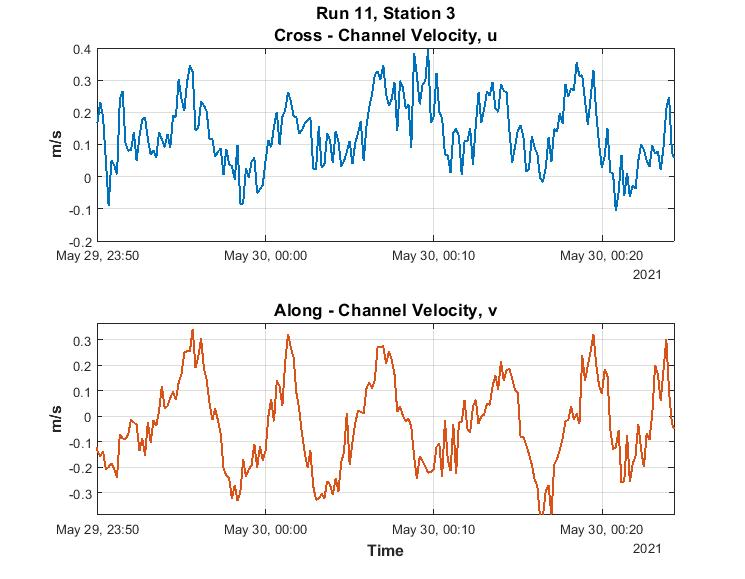 Run 11, Station 3
Cross - Channel Velocity, u
0.4
0.3
0.2
0.1
0
-0.1
-0.2
m/s
May 29, 23:50
May 30, 00:00
May 30, 00:10
May 30, 00:20
2021
Along - Channel Velocity, v
0.3
0.2
0.1
0
-0.1
-0.2
-0.3
m/s
May 29, 23:50
May 30, 00:00
May 30, 00:10
May 30, 00:20
Time
2021